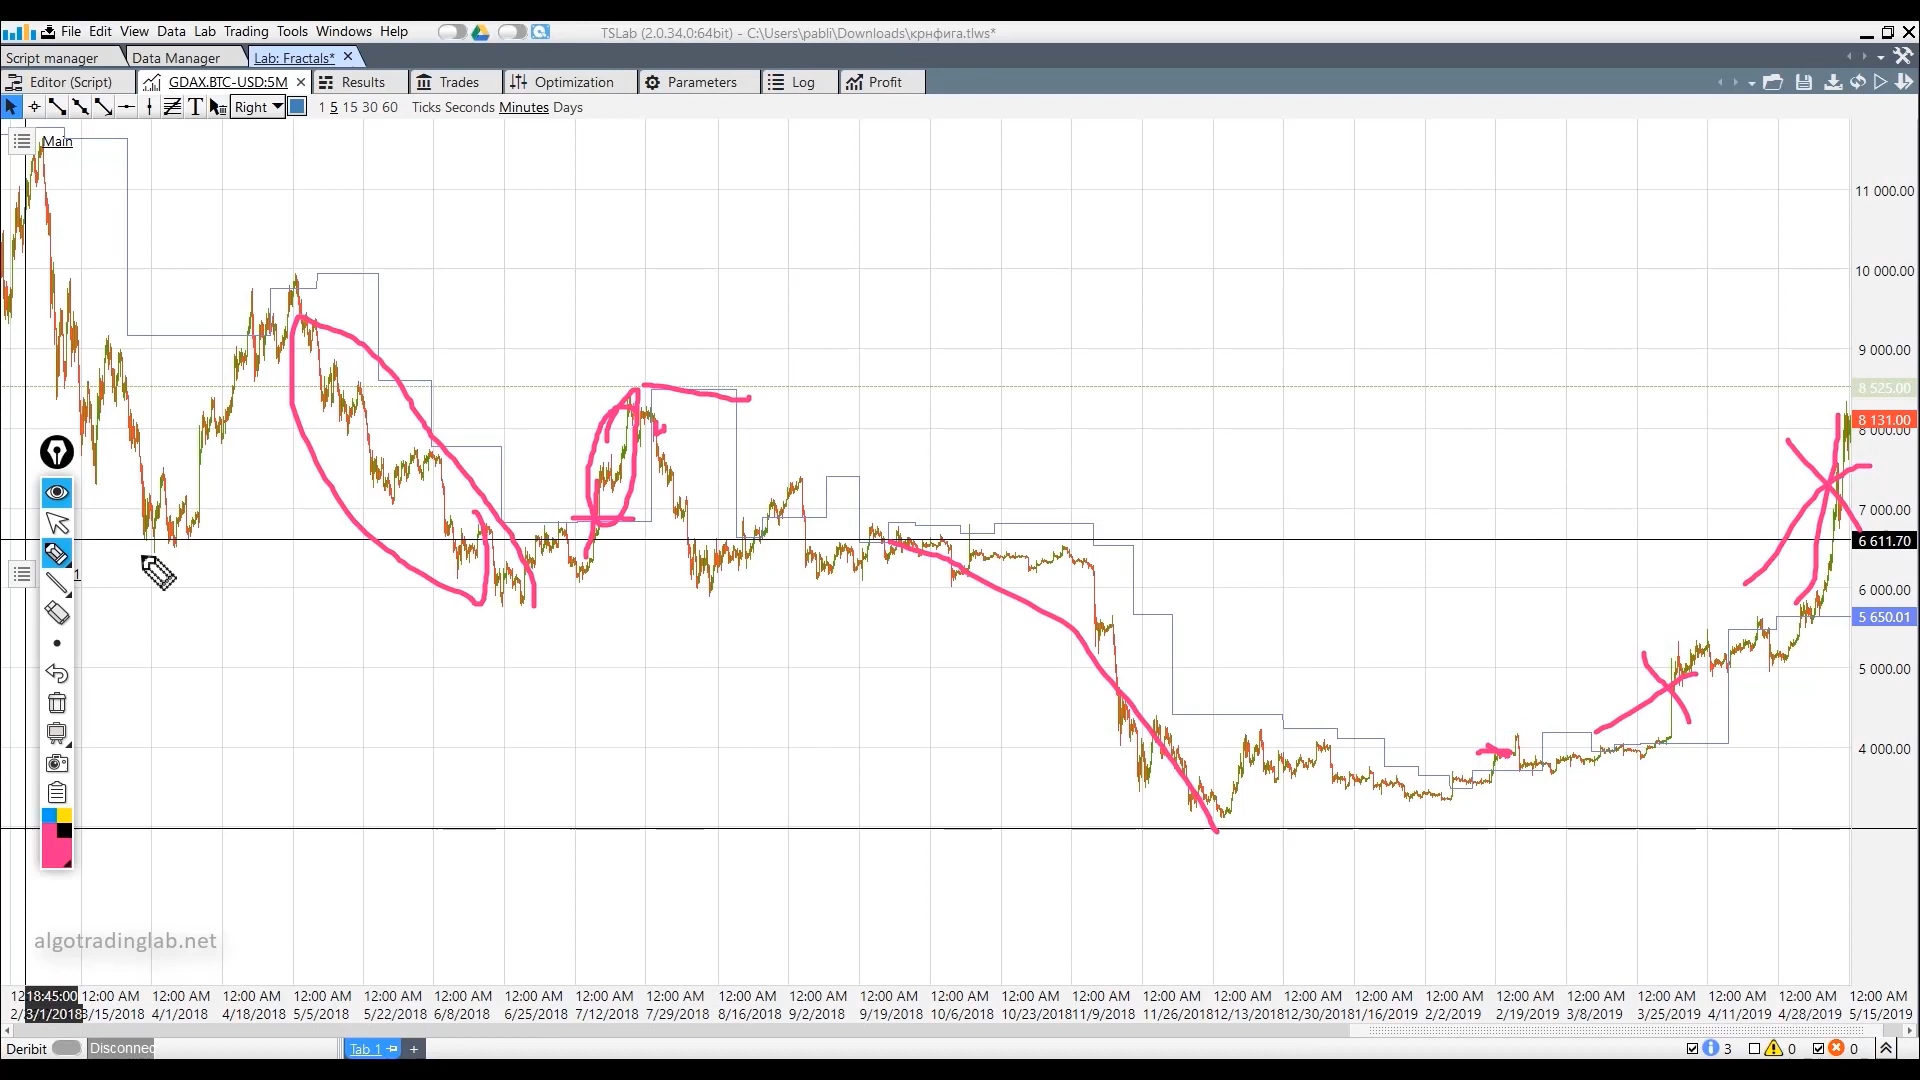 File Edit View Data Lab Trading Tools Windows Help
TSLab (2.0.34.0:64bit) - C:\Users\pabli\Downloads\крнфига.tlws*
Script manager Data Manager Lab: Fractals*
Editor (Script) GDAX.BTC-USD:5M Results Trades Optimization Parameters Log Profit
T Right 1 5 15 30 60 Ticks Seconds Minutes Days
Main
11 000.00
10 000.00
9 000.00
8 525.00
8 131.00
8 000.00
7 000.00
6 611.70
6 000.00
5 650.01
5 000.00
4 000.00
1
algotradinglab.net
18:45:00 12:00 AM 12:00 AM 12:00 AM 12:00 AM 12:00 AM 12:00 AM 12:00 AM 12:00 AM 12:00 AM 12:00 AM 12:00 AM 12:00 AM 12:00 AM 12:00 AM 12:00 AM 12:00 AM 12:00 AM 12:00 AM 12:00 AM 12:00 AM 12:00 AM 12:00 AM 12:00 AM 12:00 AM 12:00 AM 12:00 AM
3/1/2018 3/15/2018 4/1/2018 4/18/2018 5/5/2018 5/22/2018 6/8/2018 6/25/2018 7/12/2018 7/29/2018 8/16/2018 9/2/2018 9/19/2018 10/6/2018 10/23/2018 11/9/2018 11/26/2018 12/13/2018 12/30/2018 1/16/2019 2/2/2019 2/19/2019 3/8/2019 3/25/2019 4/11/2019 4/28/2019 5/15/2019
Deribit Disconnec Tab 1 + 3 0 0